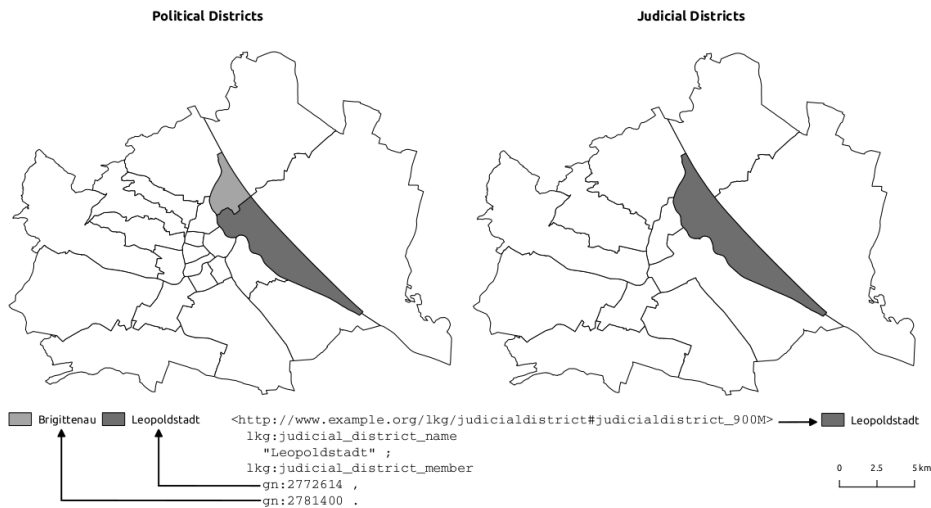 Political Districts
Judicial Districts
Brigittenau
Leopoldstadt
<http://www.example.org/lkg/judicialdistrict#judicialdistrict_900M>
Leopoldstadt
lkg:judicial_district_name
"Leopoldstadt" ;
lkg:judicial_district_member
gn:2772614 ,
gn:2781400 .
0 2.5 5 km